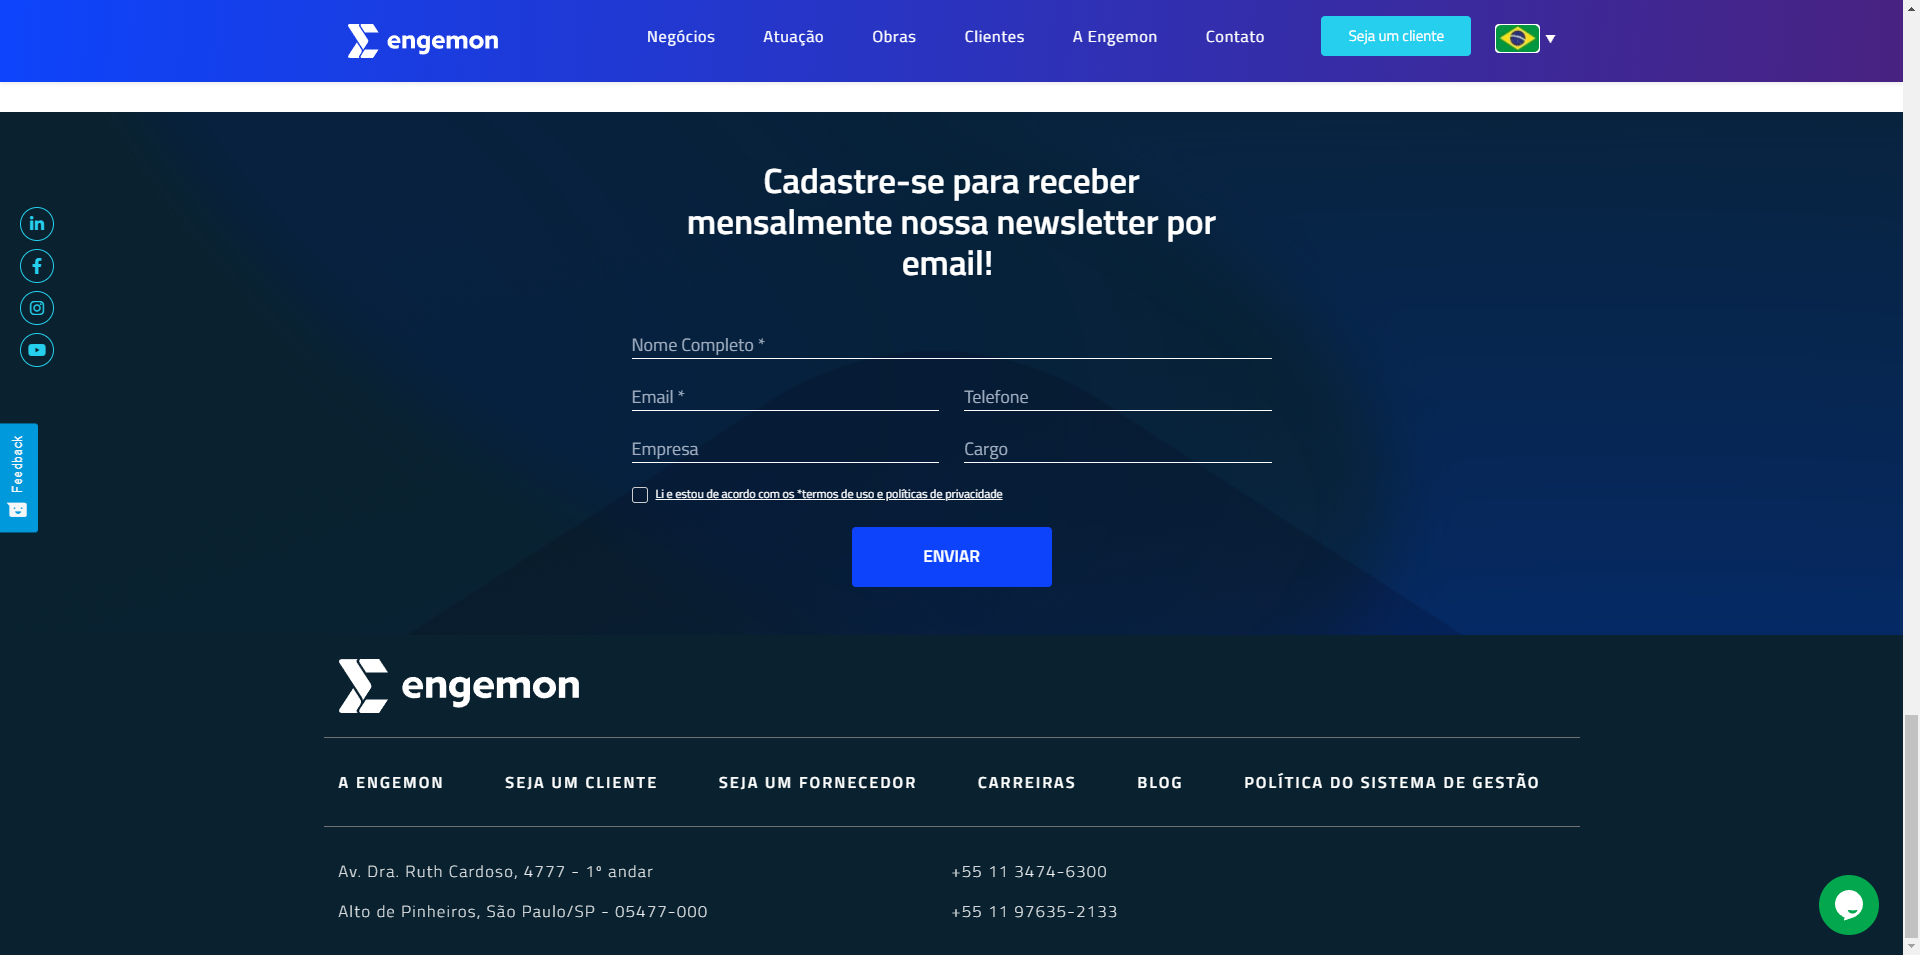 engemon
Negócios
Atuação
Obras
Clientes
A Engemon
Contato
Seja um cliente
Cadastre-se para receber
mensalmente nossa newsletter por
email!
Nome Completo *
Email *
Telefone
Empresa
Cargo
Li e estou de acordo com os *termos de uso e políticas de privacidade
ENVIAR
Feedback
engemon
A ENGEMON
SEJA UM CLIENTE
SEJA UM FORNECEDOR
CARREIRAS
BLOG
POLÍTICA DO SISTEMA DE GESTÃO
Av. Dra. Ruth Cardoso, 4777 - 1º andar
Alto de Pinheiros, São Paulo/SP - 05477-000
+55 11 3474-6300
+55 11 97635-2133